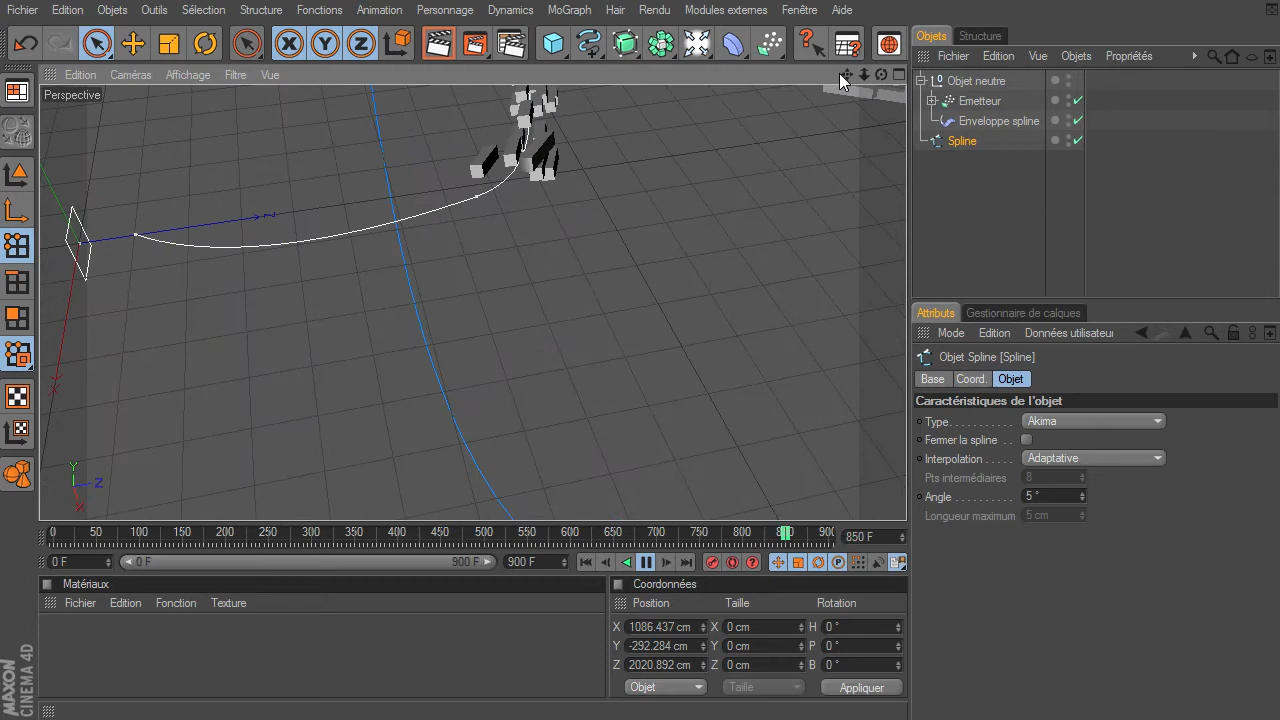 Fichier Edition Objets Outils Sélection Structure Fonctions Animation Personnage Dynamics MoGraph Hair Rendu Modules externes Fenêtre Aide
X Y Z
Objets Structure
Fichier Edition Vue Objets Propriétés
Objet neutre
Emetteur
Enveloppe spline
Spline
Edition Caméras Affichage Filtre Vue
Perspective
Z
X
Y
Z
X
Attributs Gestionnaire de calques
Mode Edition Données utilisateur
Objet Spline [Spline]
Base Coord. Objet
Caractéristiques de l'objet
Type Akima
Fermer la spline
Interpolation Adaptative
Pts intermédiaires 8
Angle 5 °
Longueur maximum 5 cm
0 50 100 150 200 250 300 350 400 450 500 550 600 650 700 750 800 900 850 F
0 F 0 F 900 F 900 F
Matériaux
Fichier Edition Fonction Texture
Coordonnées
Position Taille Rotation
X 1086.437 cm X 0 cm H 0 °
Y -292.284 cm Y 0 cm P 0 °
Z 2020.892 cm Z 0 cm B 0 °
Objet Taille Appliquer
MAXON
CINEMA 4D